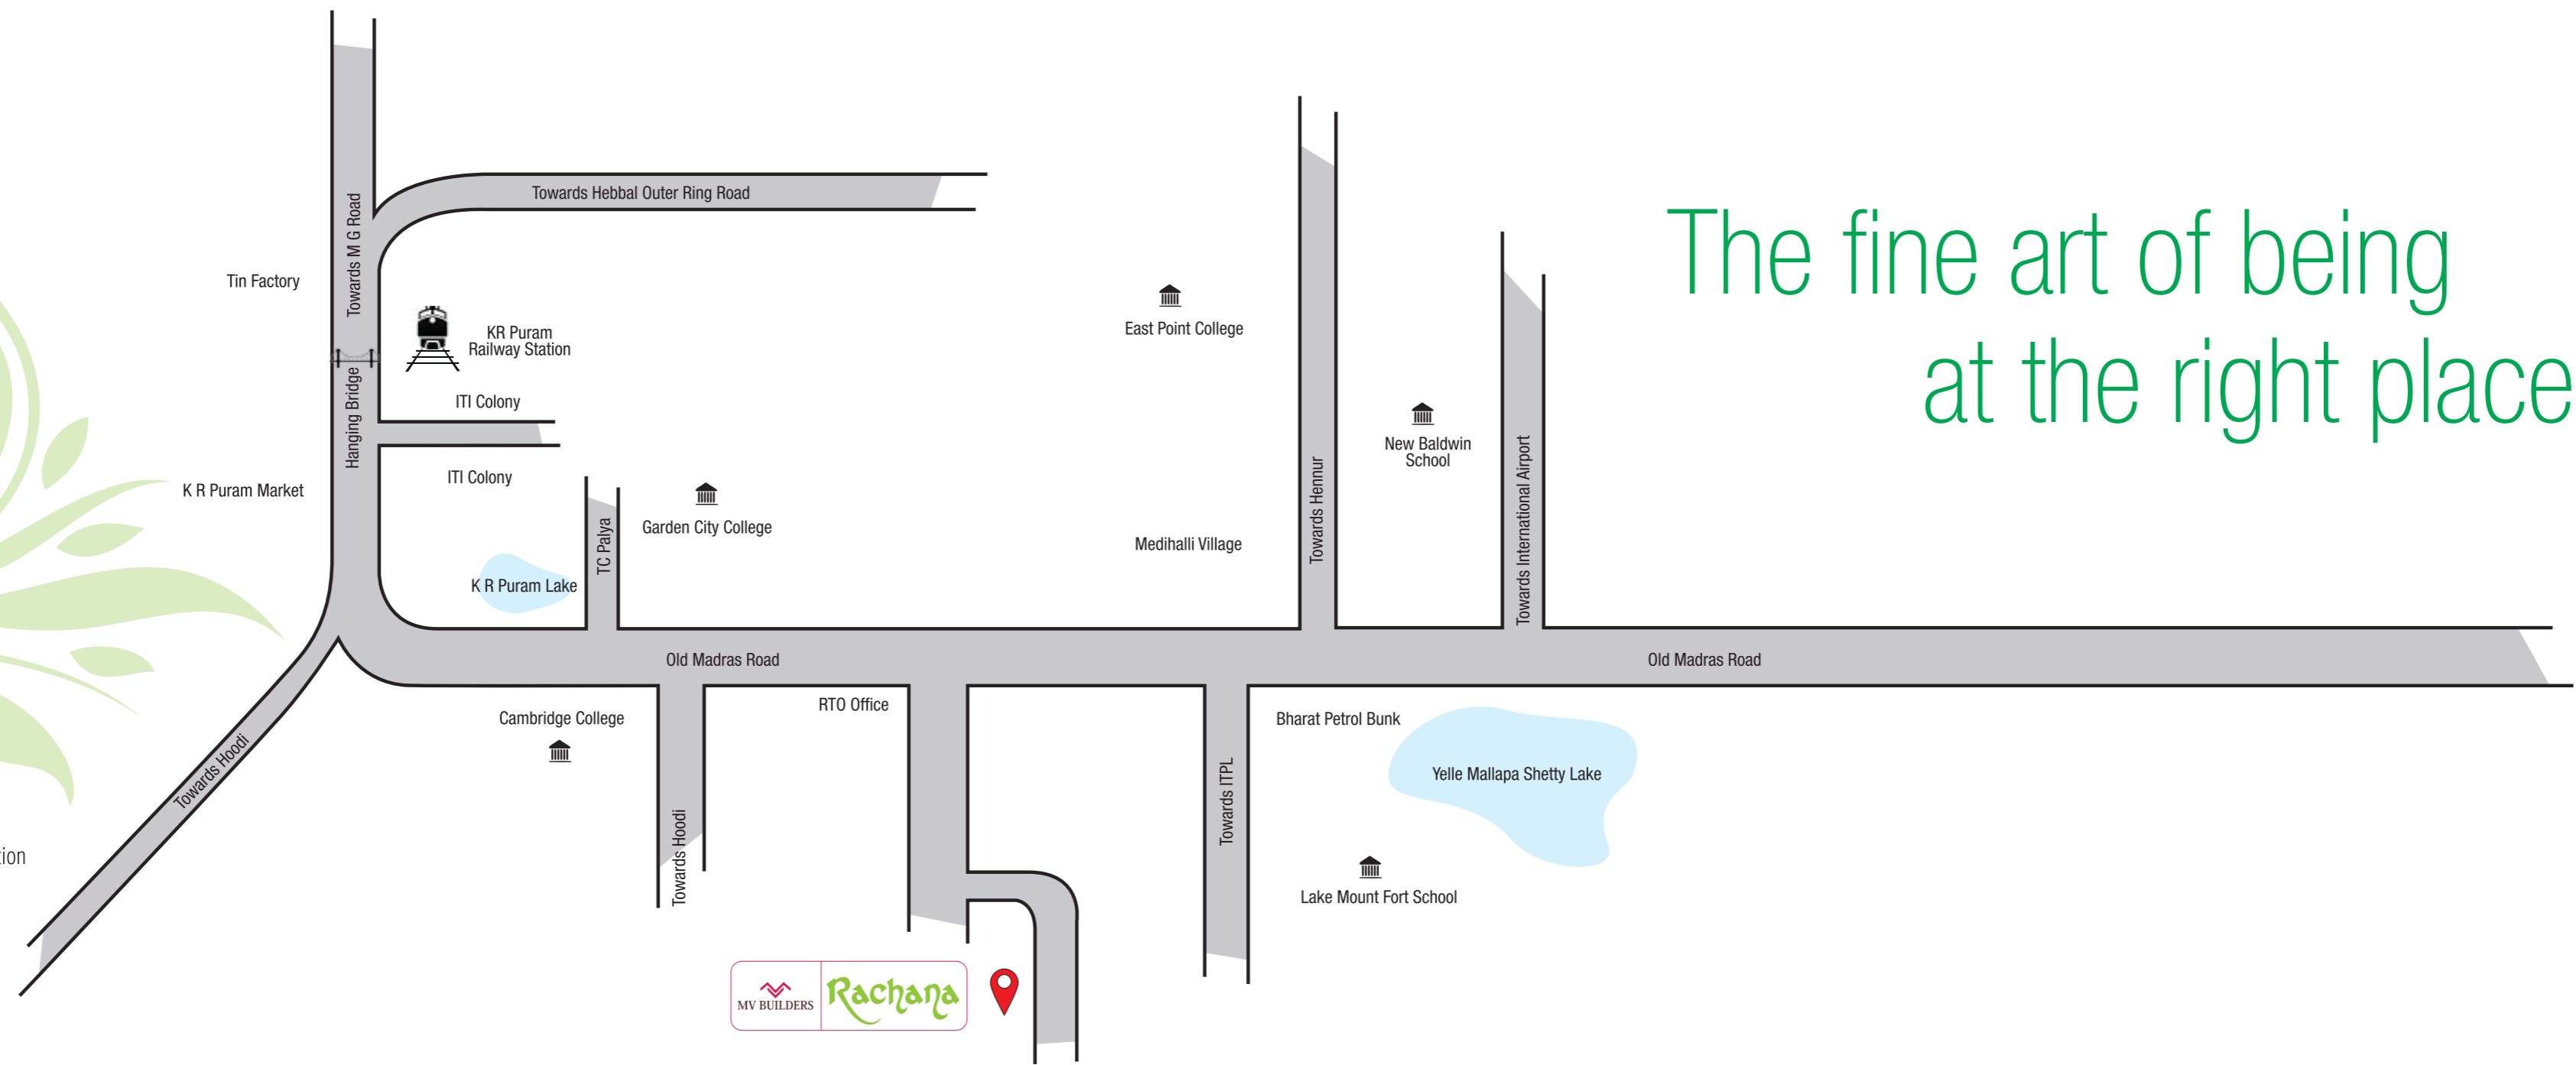 The fine art of being
at the right place
Towards M G Road
Towards Hebbal Outer Ring Road
Tin Factory
KR Puram
Railway Station
Hanging Bridge
ITI Colony
ITI Colony
K R Puram Market
K R Puram Lake
TC Palya
Garden City College
East Point College
Medihalli Village
Towards Hennur
New Baldwin
School
Towards International Airport
Old Madras Road
Old Madras Road
Cambridge College
RTO Office
Bharat Petrol Bunk
Yelle Mallapa Shetty Lake
Towards Hoodi
Towards Hoodi
Towards ITPL
Lake Mount Fort School
MV BUILDERS
Rachana